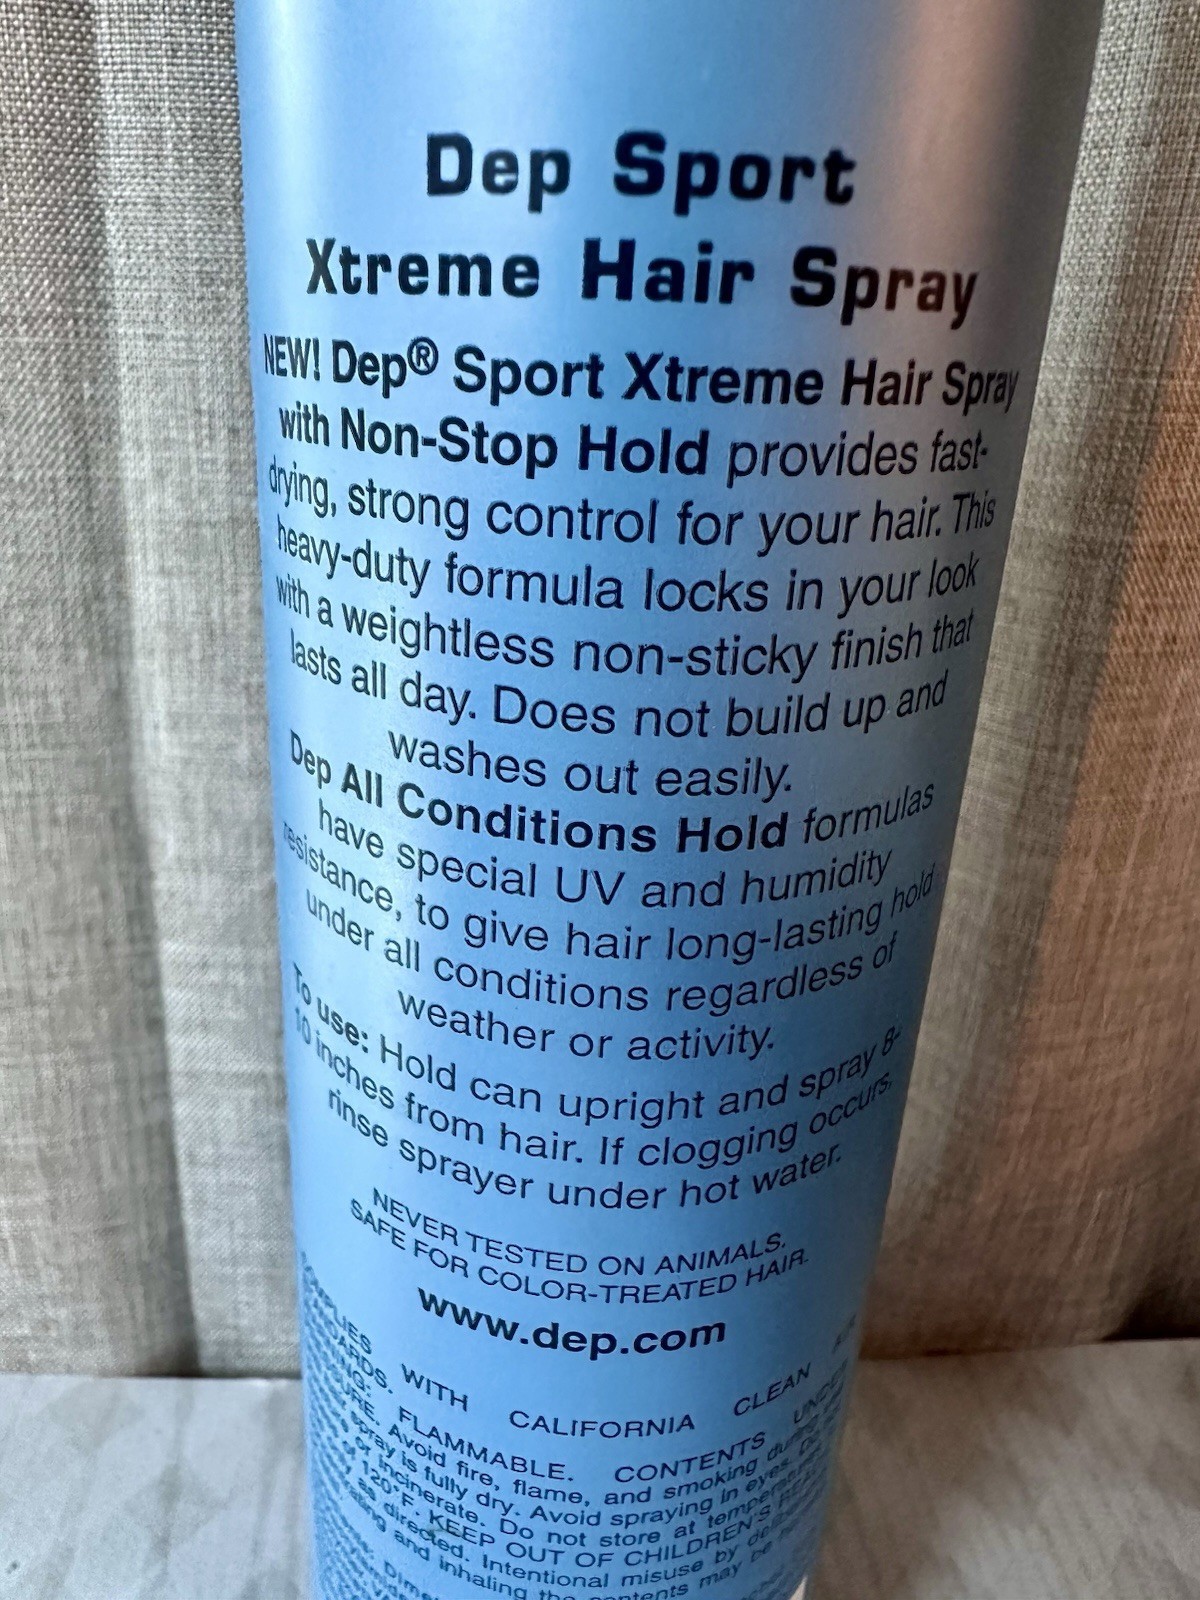 Dep Sport
Xtreme Hair Spray
NEW! Dep® Sport Xtreme Hair Spray
with Non-Stop Hold provides fast-
drying, strong control for your hair. This
heavy-duty formula locks in your look
with a weightless non-sticky finish that
lasts all day. Does not build up and
washes out easily.
Dep All Conditions Hold formulas
have special UV and humidity
resistance, to give hair long-lasting hold
under all conditions regardless of
weather or activity.
To use: Hold can upright and spray 8-
10 inches from hair. If clogging occurs,
rinse sprayer under hot water.
NEVER TESTED ON ANIMALS.
SAFE FOR COLOR-TREATED HAIR.
www.dep.com
WITH CALIFORNIA CLEAN AIR
FLAMMABLE. CONTENTS UNDER
Avoid fire, flame, and smoking during
spray is fully dry. Avoid spraying in eyes.
or incinerate. Do not store at
120°F. KEEP OUT OF CHILDREN'S
as directed. Intentional misuse by
and inhaling the contents may be